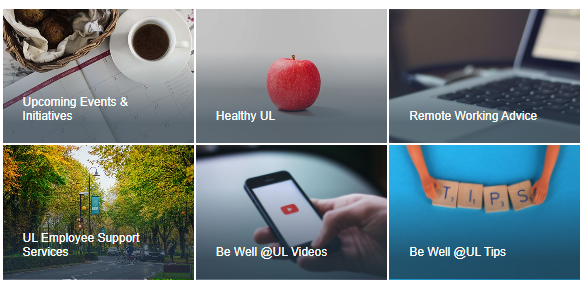 Upcoming Events &
Initiatives
Healthy UL
Remote Working Advice
UL Employee Support
Services
Be Well @UL Videos
TIPS
Be Well @UL Tips